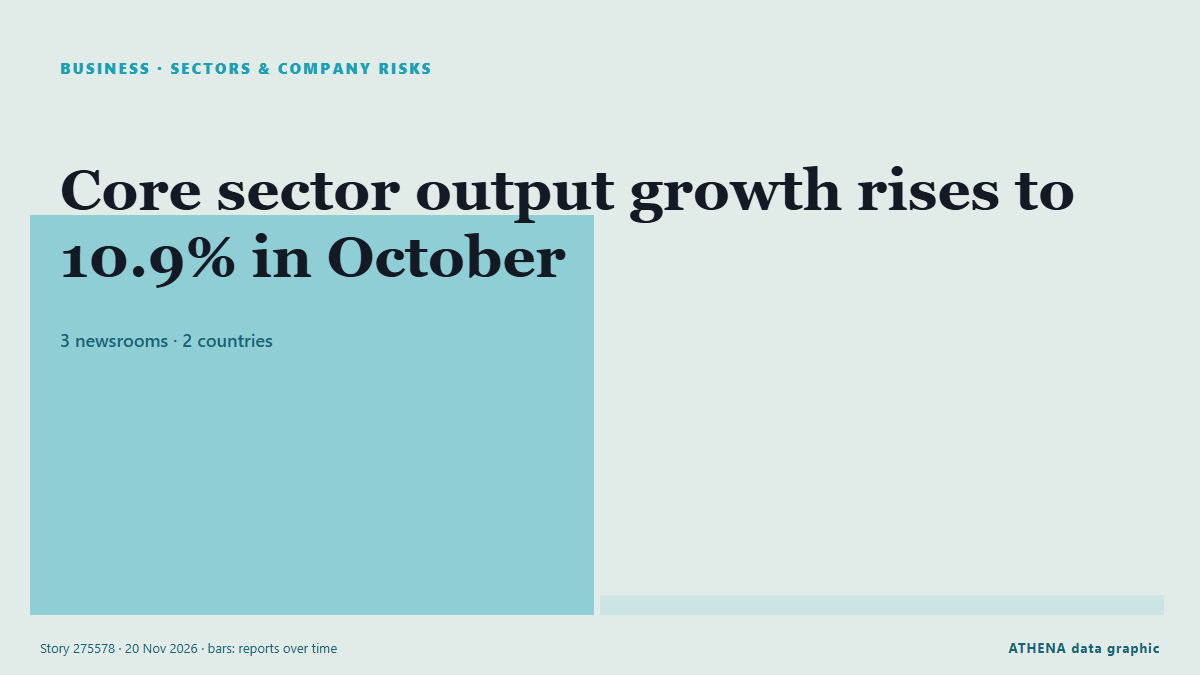 BUSINESS · SECTORS & COMPANY RISKS
Core sector output growth rises to
10.9% in October
3 newsrooms · 2 countries
Story 275578 · 20 Nov 2026 · bars: reports over time
ATHENA data graphic